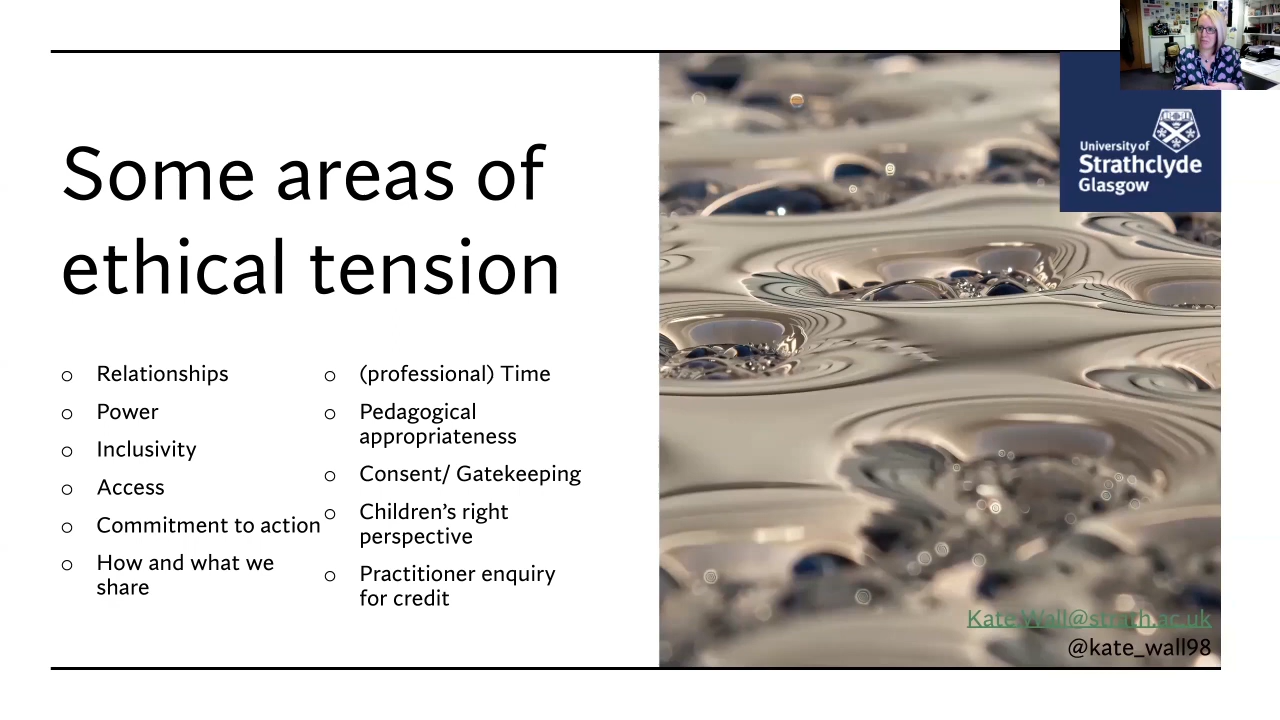 Some areas of
ethical tension
Relationships
Power
Inclusivity
Access
Commitment to action
How and what we
share
(professional) Time
Pedagogical
appropriateness
Consent/ Gatekeeping
Children’s right
perspective
Practitioner enquiry
for credit
University of
Strathclyde
Glasgow
Kate.Wall@strath.ac.uk
@kate_wall98